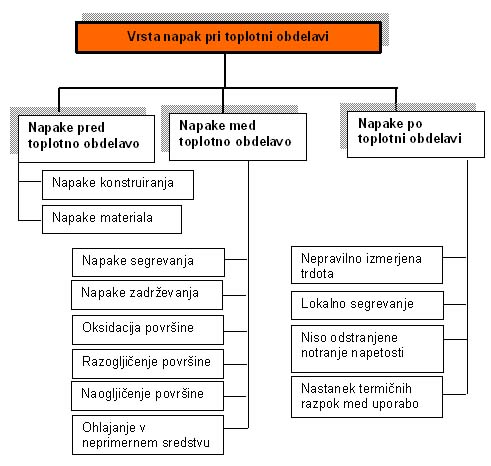 Vrsta napak pri toplotni obdelavi
Napake pred
toplotno obdelavo
Napake med
toplotno obdelavo
Napake po
toplotni obdelavi
Napake konstruiranja
Napake materiala
Napake segrevanja
Napake zadrževanja
Oksidacija površine
Razogljičenje površine
Naogljičenje površine
Ohlajanje v
neprimernem sredstvu
Nepravilno izmerjena
trdota
Lokalno segrevanje
Niso odstranjene
notranje napetosti
Nastanek termičnih
razpok med uporabo